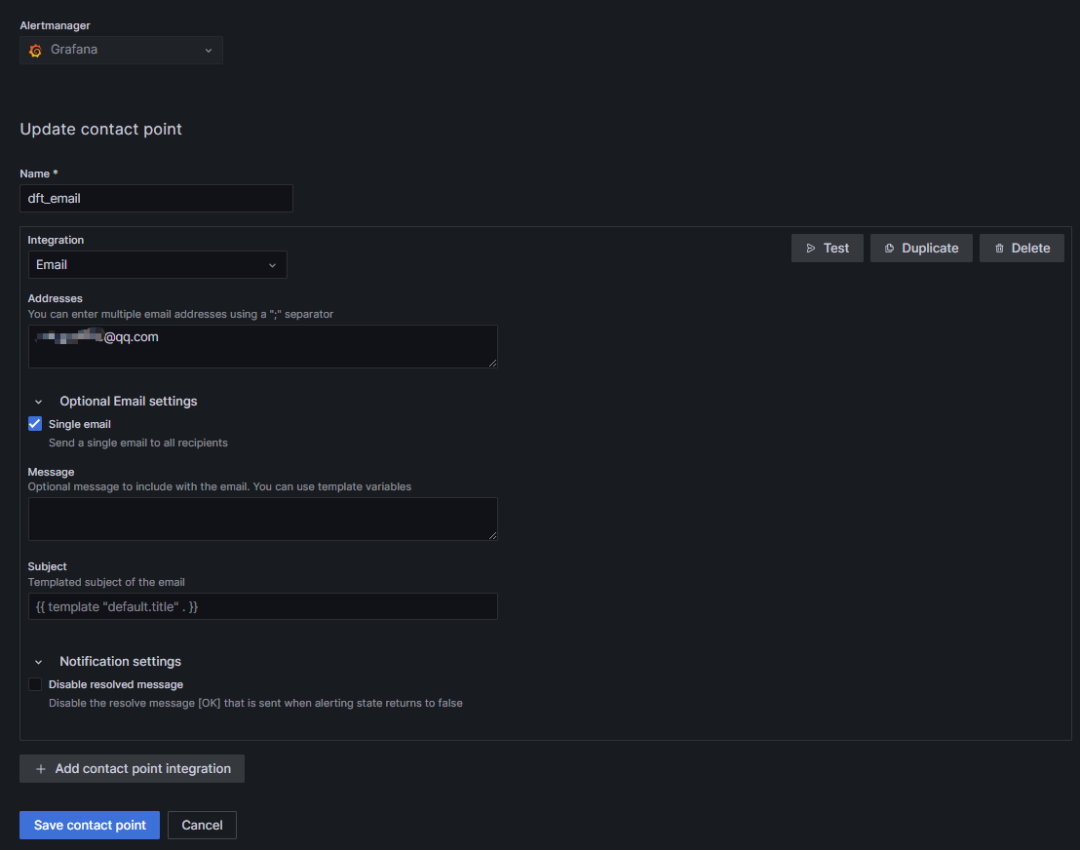 Alertmanager
Grafana
Update contact point
Name *
dft_email
Integration
Test
Duplicate
Delete
Email
Addresses
You can enter multiple email addresses using a ";" separator
@qq.com
Optional Email settings
Single email
Send a single email to all recipients
Message
Optional message to include with the email. You can use template variables
Subject
Templated subject of the email
{{ template "default.title" . }}
Notification settings
Disable resolved message
Disable the resolve message [OK] that is sent when alerting state returns to false
+ Add contact point integration
Save contact point
Cancel